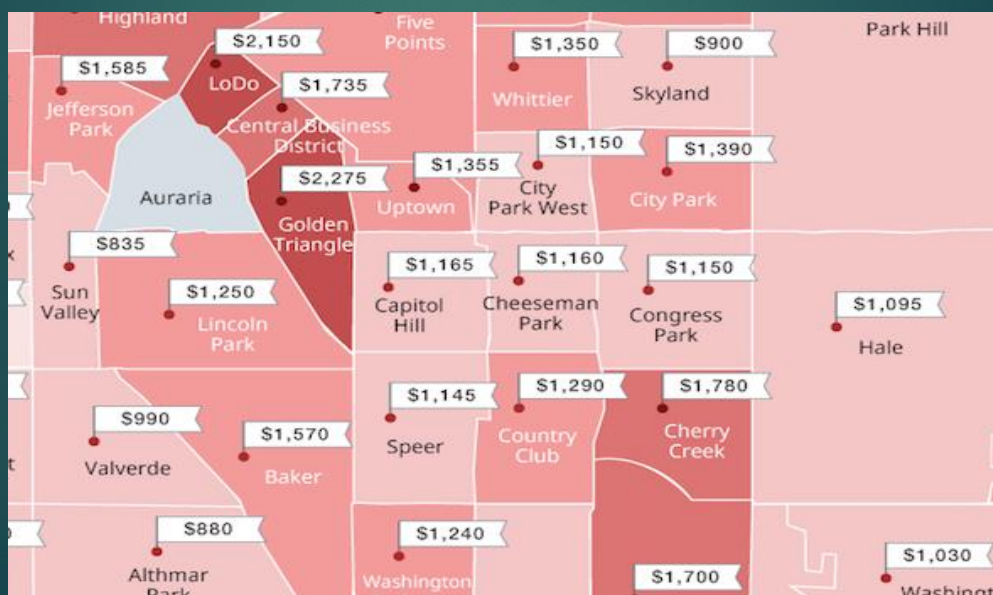 Highland
Five
Points
Park Hill
$2,150
$1,350
$900
$1,585
LoDo
$1,735
Whittier
Skyland
Jefferson
Park
Central Business
District
$1,150
$1,390
$1,355
$2,275
Auraria
Uptown
City
Park West
City Park
Golden
Triangle
$835
$1,165
$1,160
$1,150
Sun
Valley
$1,250
Capitol
Hill
Cheeseman
Park
Congress
Park
$1,095
Lincoln
Park
Hale
$1,145
$1,290
$1,780
$990
$1,570
Speer
Country
Club
Cherry
Creek
Valverde
Baker
$880
$1,240
$1,030
Althmar
Park
Washington
$1,700
Washingt